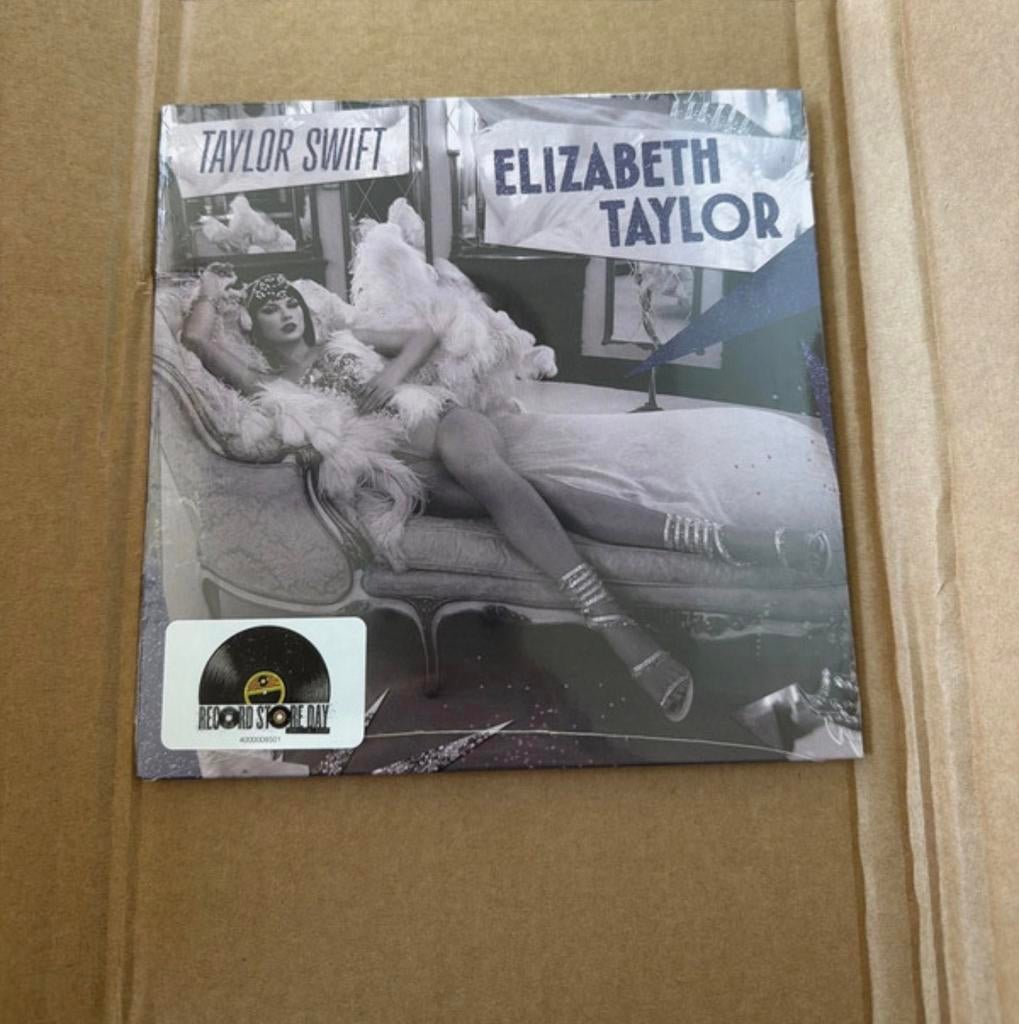 TAYLOR SWIFT
ELIZABETH
TAYLOR
RECORD STORE DAY